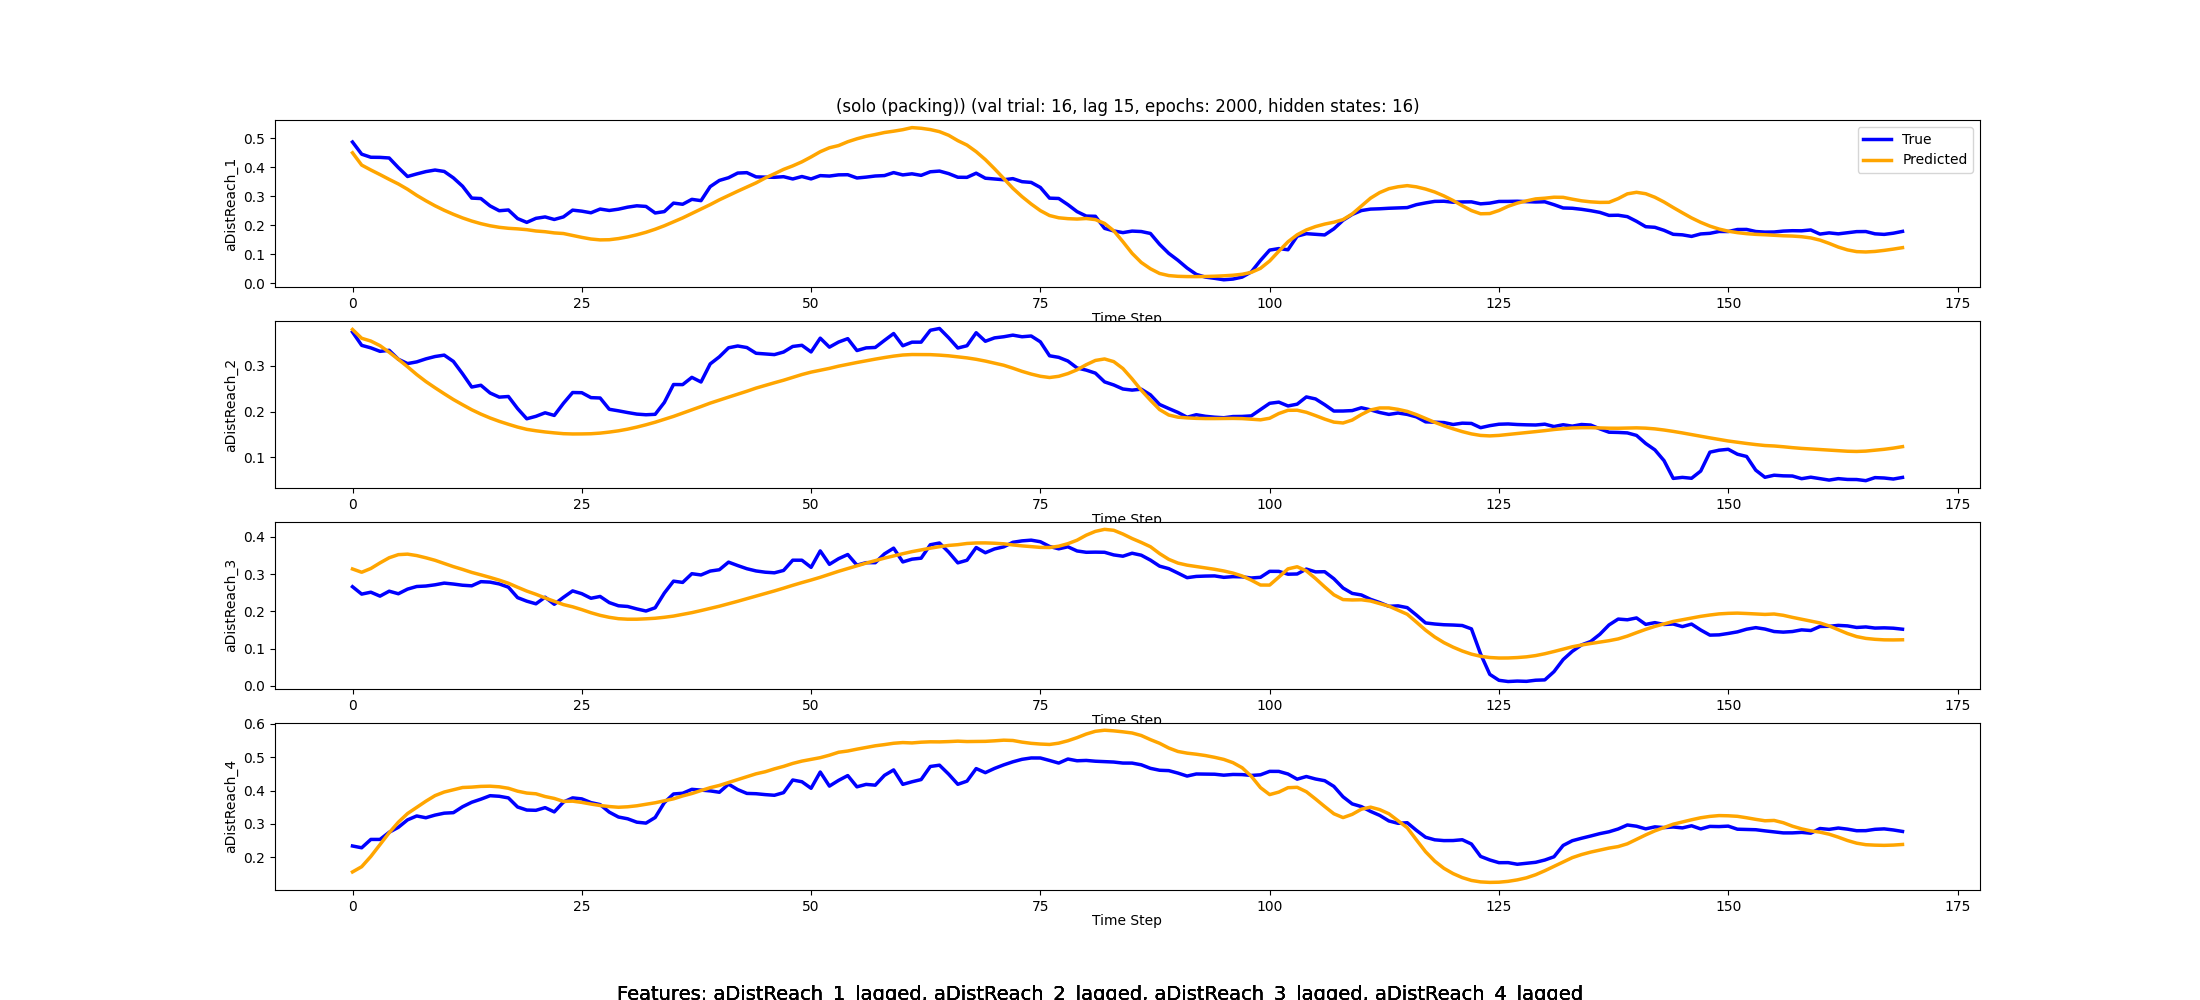 (solo (packing)) (val trial: 16, lag 15, epochs: 2000, hidden states: 16)
aDistReach_1
0.5
0.4
0.3
0.2
0.1
0.0
True
Predicted
0 25 50 75 100 125 150 175
Time Step
aDistReach_2
0.3
0.2
0.1
0 25 50 75 100 125 150 175
Time Step
aDistReach_3
0.4
0.3
0.2
0.1
0.0
0 25 50 75 100 125 150 175
Time Step
aDistReach_4
0.6
0.5
0.4
0.3
0.2
0 25 50 75 100 125 150 175
Time Step
Features: aDistReach_1_lagged, aDistReach_2_lagged, aDistReach_3_lagged, aDistReach_4_lagged